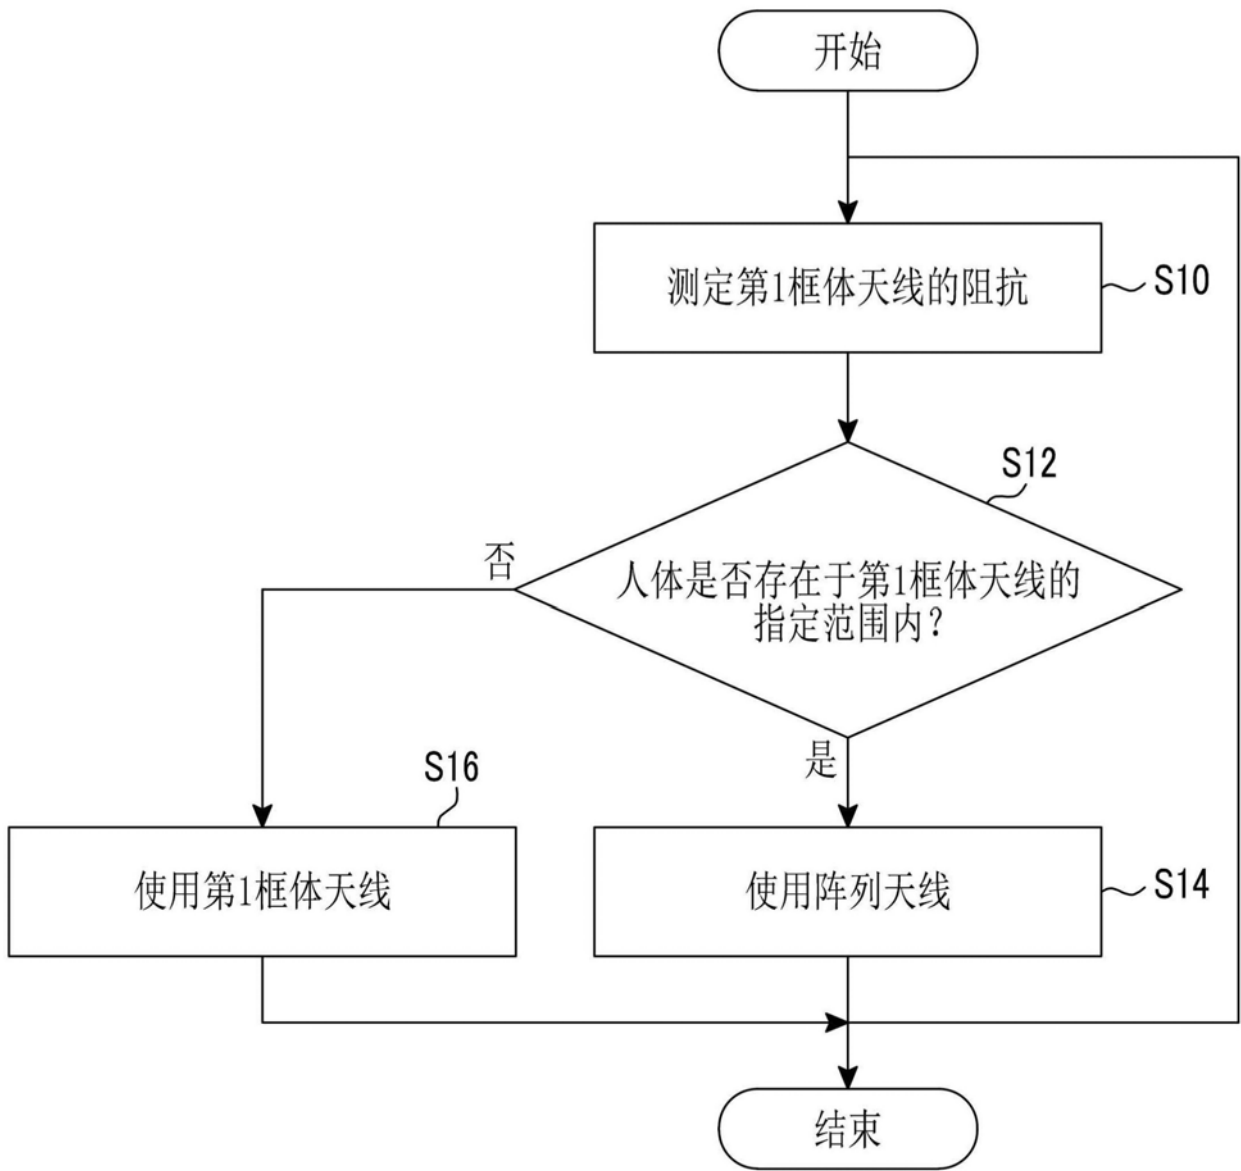 开始
测定第1框体天线的阻抗
S10
S12
否
人体是否存在于第1框体天线的
指定范围内?
是
S16
使用第1框体天线
使用阵列天线
S14
结束